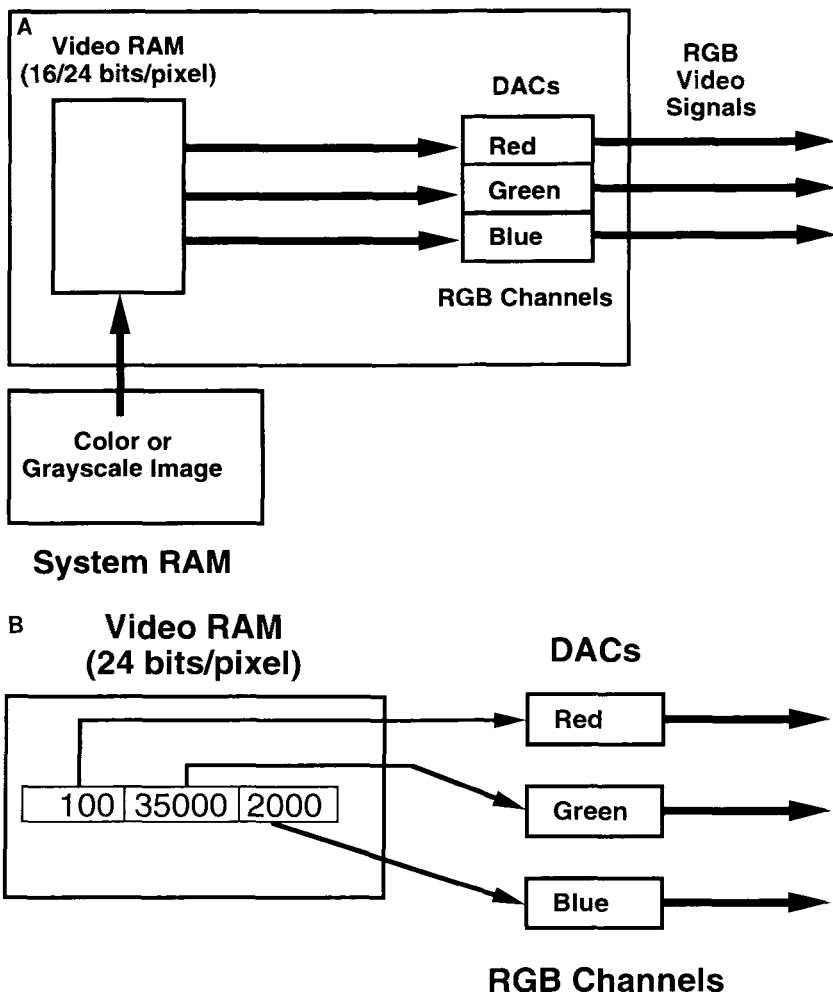 A
Video RAM
(16/24 bits/pixel)
DACs
RGB
Video
Signals
Red
Green
Blue
RGB Channels
Color or
Grayscale Image
System RAM
B
Video RAM
(24 bits/pixel)
DACs
100 35000 2000
Red
Green
Blue
RGB Channels